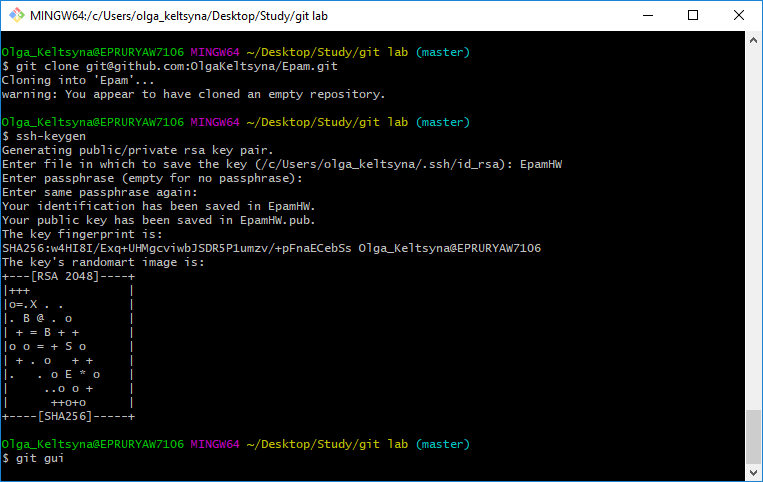 MINGW64:/c/Users/olga_keltsyna/Desktop/Study/git lab
Olga_Keltsyna@EPRURYAW7106 MINGW64 ~/Desktop/Study/git lab (master)
$ git clone git@github.com:OlgaKeltsyna/Epam.git
Cloning into 'Epam'...
warning: You appear to have cloned an empty repository.
Olga_Keltsyna@EPRURYAW7106 MINGW64 ~/Desktop/Study/git lab (master)
$ ssh-keygen
Generating public/private rsa key pair.
Enter file in which to save the key (/c/Users/olga_keltsyna/.ssh/id_rsa): EpamHW
Enter passphrase (empty for no passphrase):
Enter same passphrase again:
Your identification has been saved in EpamHW.
Your public key has been saved in EpamHW.pub.
The key fingerprint is:
SHA256:w4HI8I/Exq+UHMgcviwbJSDR5P1umzv/+pFnaECebSs Olga_Keltsyna@EPRURYAW7106
The key's randomart image is:
+---[RSA 2048]----+
|+++              |
|o=.X . .         |
|. B @ . o        |
| + = B + +       |
|o o = + S o      |
| + . o   + +     |
|.   . o E * o    |
|     ..o o +     |
|      ++o+o      |
+----[SHA256]-----+
Olga_Keltsyna@EPRURYAW7106 MINGW64 ~/Desktop/Study/git lab (master)
$ git gui